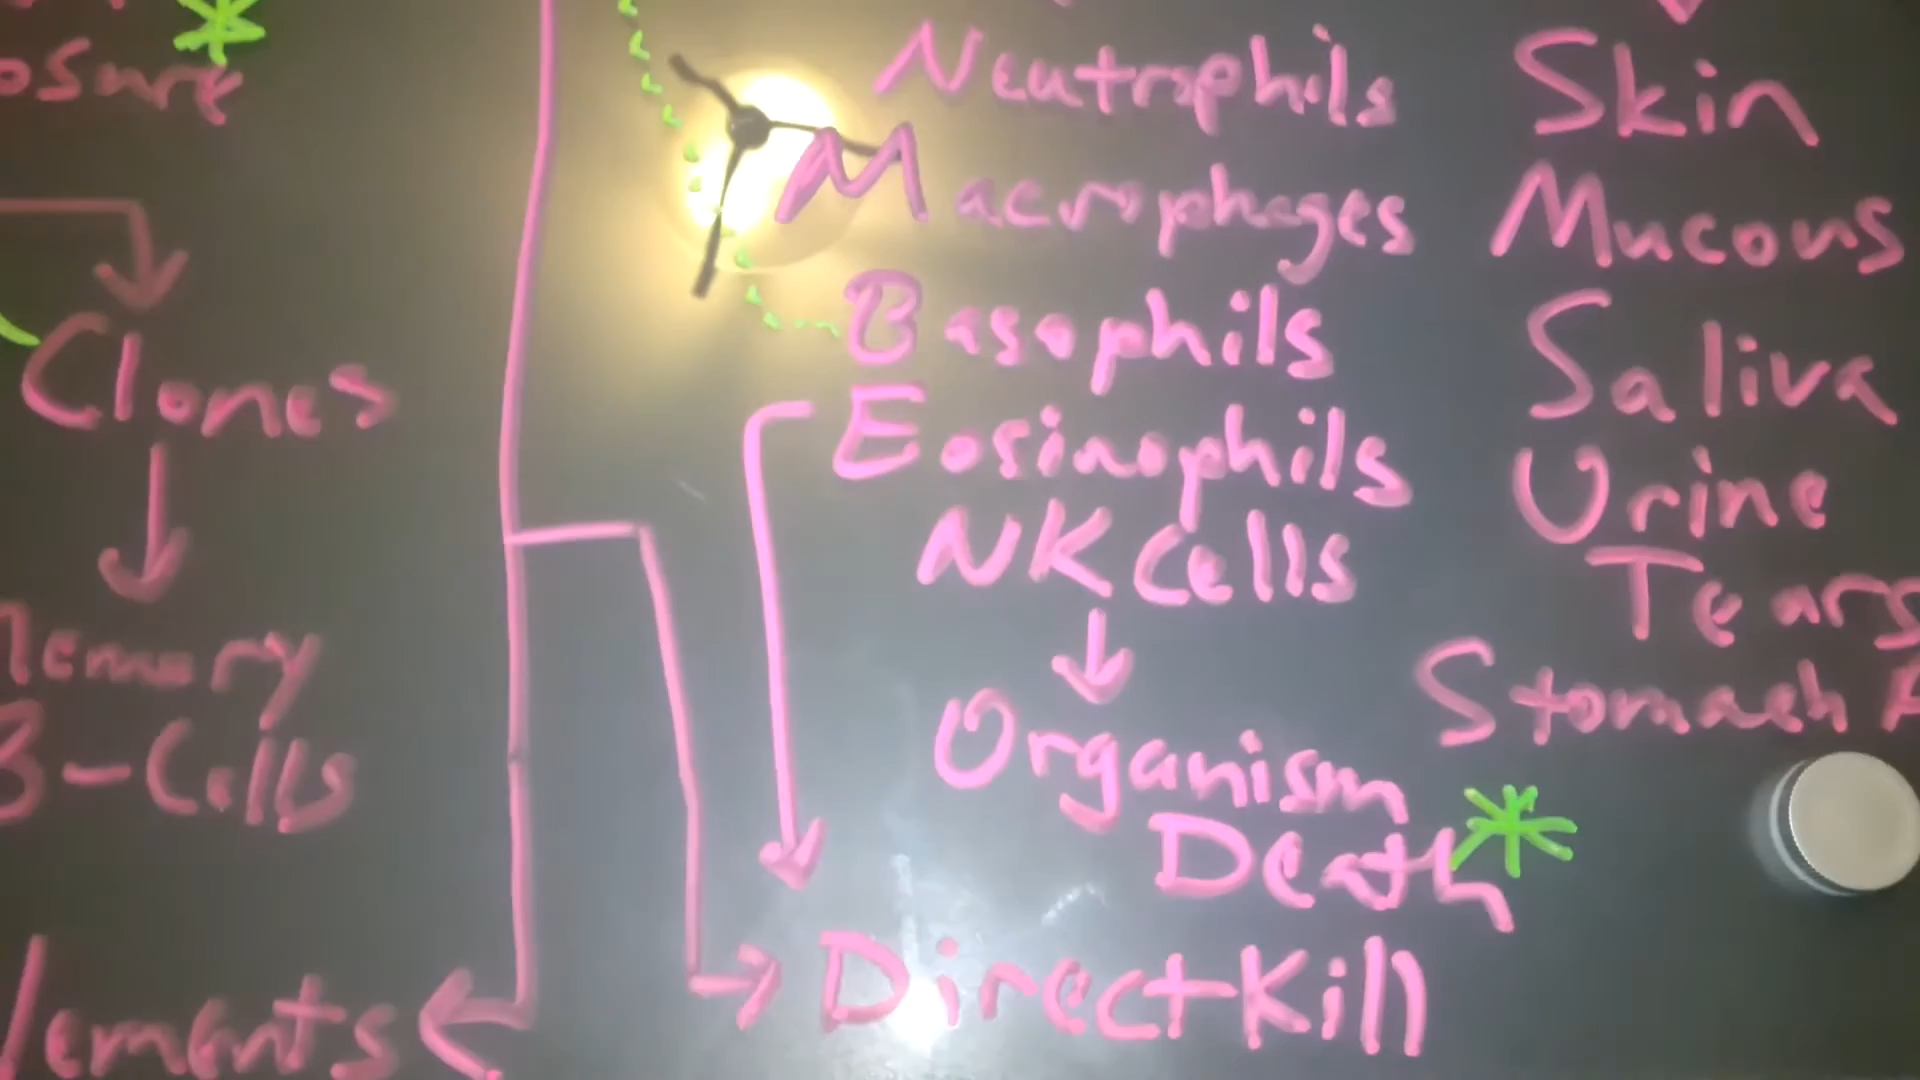 osure
Clones
Memory
B-Cells
lements
Neutrophils
Macrophages
Basophils
Eosinophils
NK Cells
Organism
Death
Direct Kill
Skin
Mucous
Saliva
Urine
Tears
Stomach A